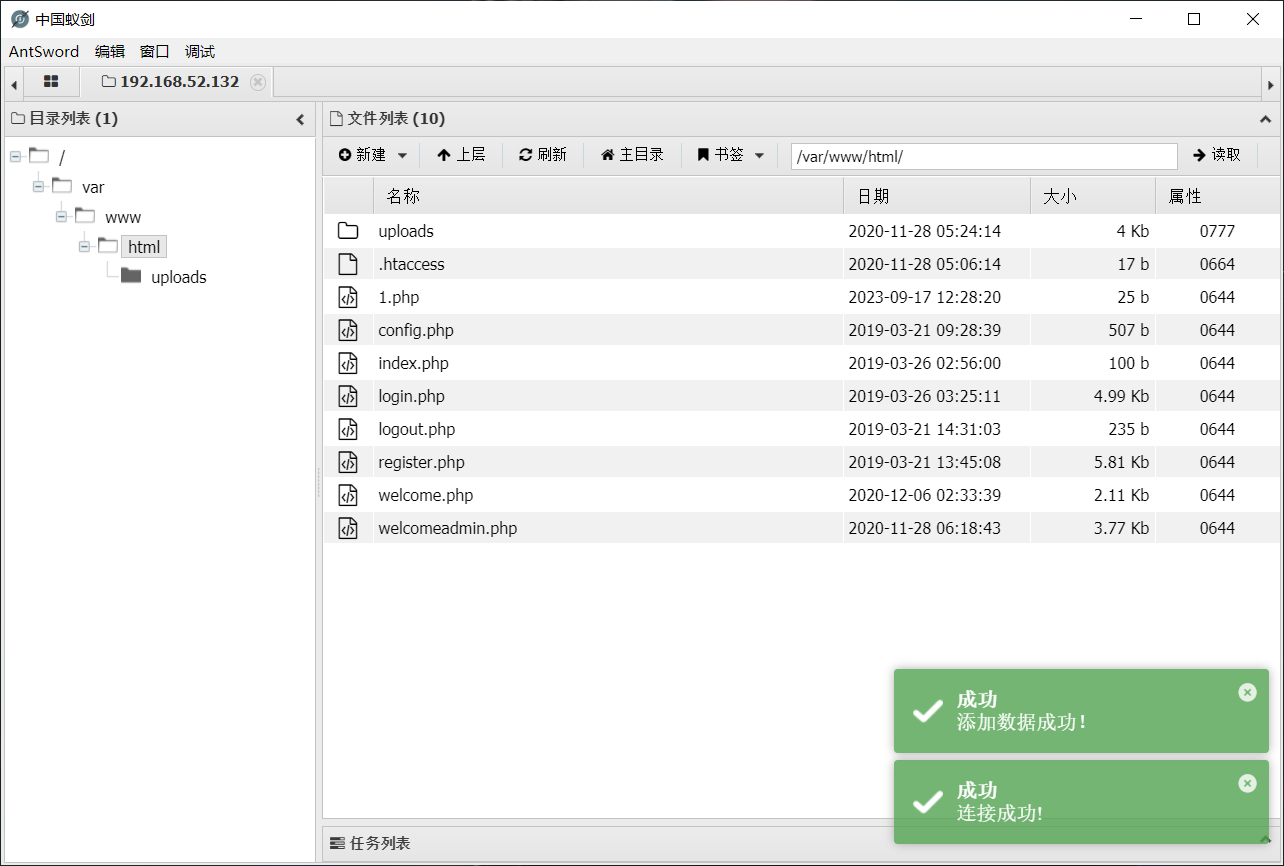 中国蚁剑
AntSword 编辑 窗口 调试
192.168.52.132
目录列表 (1)
/
var
www
html
uploads
文件列表 (10)
新建 上层 刷新 主目录 书签 /var/www/html/ 读取
名称 日期 大小 属性
uploads 2020-11-28 05:24:14 4 Kb 0777
.htaccess 2020-11-28 05:06:14 17 b 0664
1.php 2023-09-17 12:28:20 25 b 0644
config.php 2019-03-21 09:28:39 507 b 0644
index.php 2019-03-26 02:56:00 100 b 0644
login.php 2019-03-26 03:25:11 4.99 Kb 0644
logout.php 2019-03-21 14:31:03 235 b 0644
register.php 2019-03-21 13:45:08 5.81 Kb 0644
welcome.php 2020-12-06 02:33:39 2.11 Kb 0644
welcomeadmin.php 2020-11-28 06:18:43 3.77 Kb 0644
成功
添加数据成功！
成功
连接成功!
任务列表